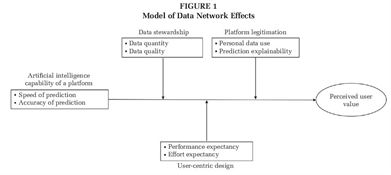 FIGURE 1
Model of Data Network Effects
Data stewardship
• Data quantity
• Data quality
Platform legitimation
• Personal data use
• Prediction explainability
Artificial intelligence
capability of a platform
• Speed of prediction
• Accuracy of prediction
Perceived user
value
• Performance expectancy
• Effort expectancy
User-centric design